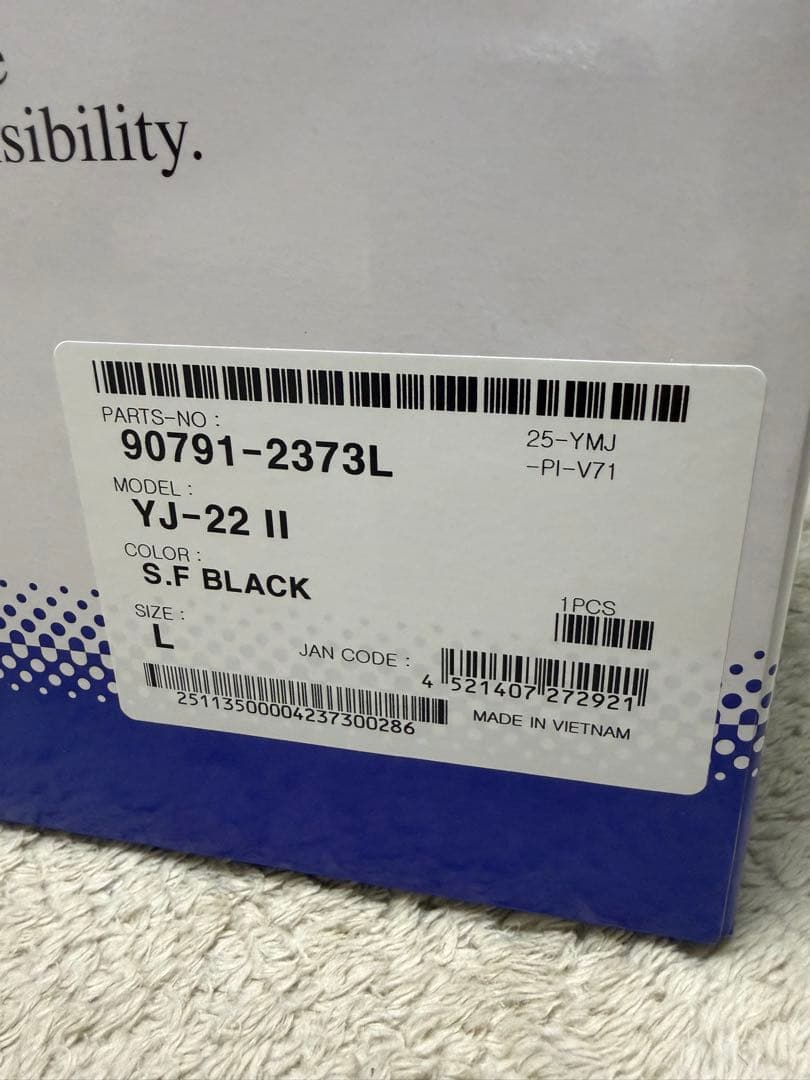 sibility.
PARTS-NO :
90791-2373L
25-YMJ
-PI-V71
MODEL :
YJ-22 II
COLOR :
S.F BLACK
SIZE :
L
1PCS
JAN CODE :
4 521407 272921
25113500004237300286
MADE IN VIETNAM